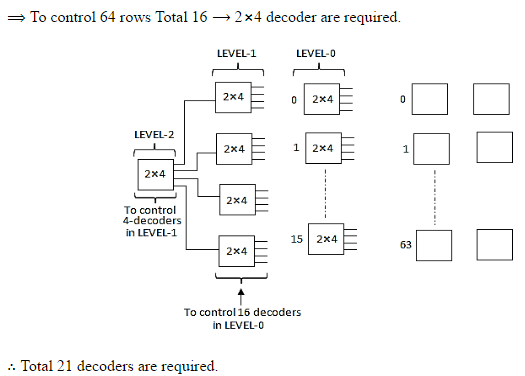 ⟹ To control 64 rows Total 16 ⟶ 2×4 decoder are required.
LEVEL-1 LEVEL-0
2×4 0 2×4 0
LEVEL-2
2×4 1 2×4 1
2×4
2×4
To control
4-decoders
in LEVEL-1
2×4 15 2×4 63
To control 16 decoders
in LEVEL-0
∴ Total 21 decoders are required.